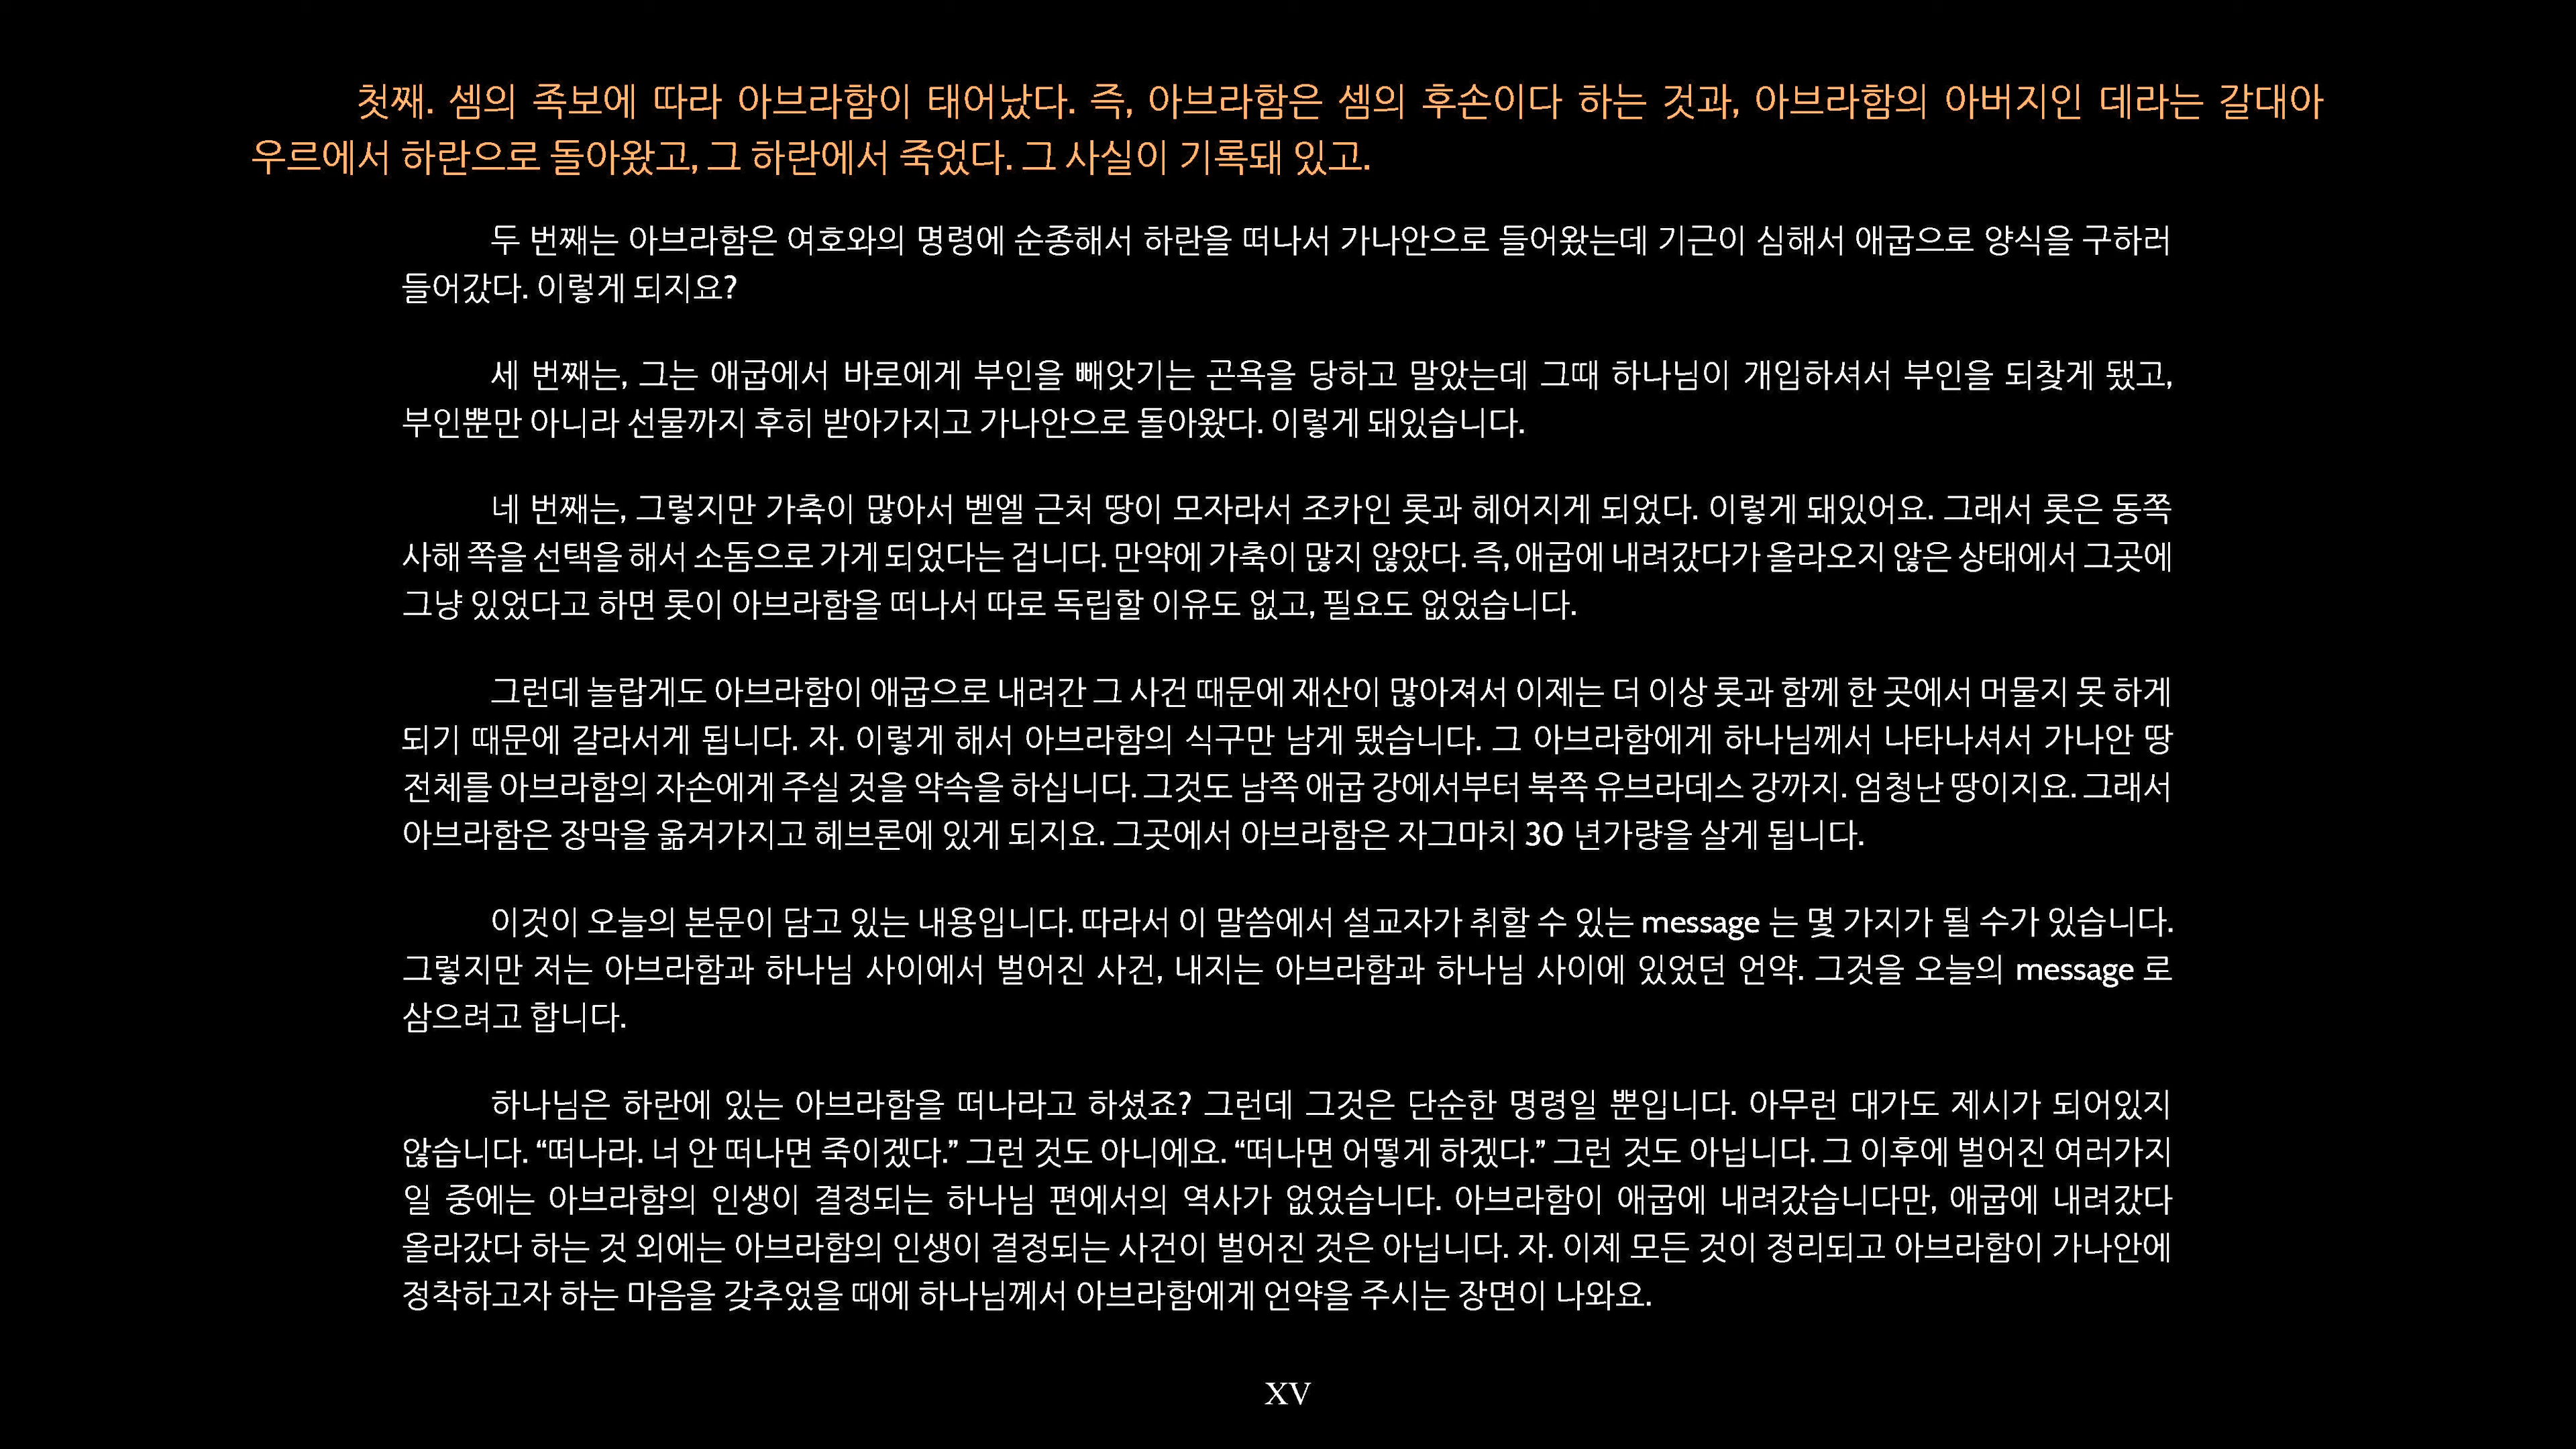 첫째. 셈의 족보에 따라 아브라함이 태어났다. 즉, 아브라함은 셈의 후손이다 하는 것과, 아브라함의 아버지인 데라는 갈대아
우르에서 하란으로 돌아왔고, 그 하란에서 죽었다. 그 사실이 기록돼 있고.
두 번째는 아브라함은 여호와의 명령에 순종해서 하란을 떠나서 가나안으로 들어왔는데 기근이 심해서 애굽으로 양식을 구하러
들어갔다. 이렇게 되지요?
세 번째는, 그는 애굽에서 바로에게 부인을 빼앗기는 곤욕을 당하고 말았는데 그때 하나님이 개입하셔서 부인을 되찾게 됐고,
부인뿐만 아니라 선물까지 후히 받아가지고 가나안으로 돌아왔다. 이렇게 돼있습니다.
네 번째는, 그렇지만 가축이 많아서 벧엘 근처 땅이 모자라서 조카인 롯과 헤어지게 되었다. 이렇게 돼있어요. 그래서 롯은 동쪽
사해 쪽을 선택을 해서 소돔으로 가게 되었다는 겁니다. 만약에 가축이 많지 않았다. 즉, 애굽에 내려갔다가 올라오지 않은 상태에서 그곳에
그냥 있었다고 하면 롯이 아브라함을 떠나서 따로 독립할 이유도 없고, 필요도 없었습니다.
그런데 놀랍게도 아브라함이 애굽으로 내려간 그 사건 때문에 재산이 많아져서 이제는 더 이상 롯과 함께 한 곳에서 머물지 못 하게
되기 때문에 갈라서게 됩니다. 자. 이렇게 해서 아브라함의 식구만 남게 됐습니다. 그 아브라함에게 하나님께서 나타나셔서 가나안 땅
전체를 아브라함의 자손에게 주실 것을 약속을 하십니다. 그것도 남쪽 애굽 강에서부터 북쪽 유브라데스 강까지. 엄청난 땅이지요. 그래서
아브라함은 장막을 옮겨가지고 헤브론에 있게 되지요. 그곳에서 아브라함은 자그마치 30 년가량을 살게 됩니다.
이것이 오늘의 본문이 담고 있는 내용입니다. 따라서 이 말씀에서 설교자가 취할 수 있는 message 는 몇 가지가 될 수가 있습니다.
그렇지만 저는 아브라함과 하나님 사이에서 벌어진 사건, 내지는 아브라함과 하나님 사이에 있었던 언약. 그것을 오늘의 message 로
삼으려고 합니다.
하나님은 하란에 있는 아브라함을 떠나라고 하셨죠? 그런데 그것은 단순한 명령일 뿐입니다. 아무런 대가도 제시가 되어있지
않습니다. “떠나라. 너 안 떠나면 죽이겠다.” 그런 것도 아니에요. “떠나면 어떻게 하겠다.” 그런 것도 아닙니다. 그 이후에 벌어진 여러가지
일 중에는 아브라함의 인생이 결정되는 하나님 편에서의 역사가 없었습니다. 아브라함이 애굽에 내려갔습니다만, 애굽에 내려갔다
올라갔다 하는 것 외에는 아브라함의 인생이 결정되는 사건이 벌어진 것은 아닙니다. 자. 이제 모든 것이 정리되고 아브라함이 가나안에
정착하고자 하는 마음을 갖추었을 때에 하나님께서 아브라함에게 언약을 주시는 장면이 나와요.
XV